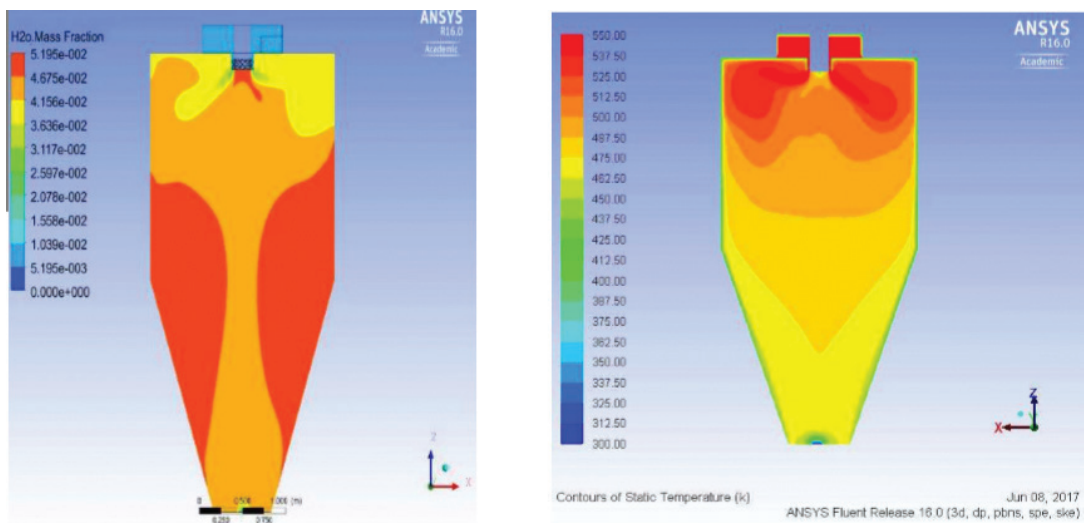 H2o.Mass Fraction
5.195e-002
4.675e-002
4.156e-002
3.636e-002
3.117e-002
2.597e-002
2.078e-002
1.558e-002
1.039e-002
5.195e-003
0.000e+000
ANSYS
R16.0
Academic
Z
X
0
0.500
1.000 (m)
0.250
0.750
550.00
537.50
525.00
512.50
500.00
487.50
475.00
462.50
450.00
437.50
425.00
412.50
400.00
387.50
375.00
362.50
350.00
337.50
325.00
312.50
300.00
ANSYS
R16.0
Academic
Z
X
Contours of Static Temperature (k)
Jun 08, 2017
ANSYS Fluent Release 16.0 (3d, dp, pbns, spe, ske)